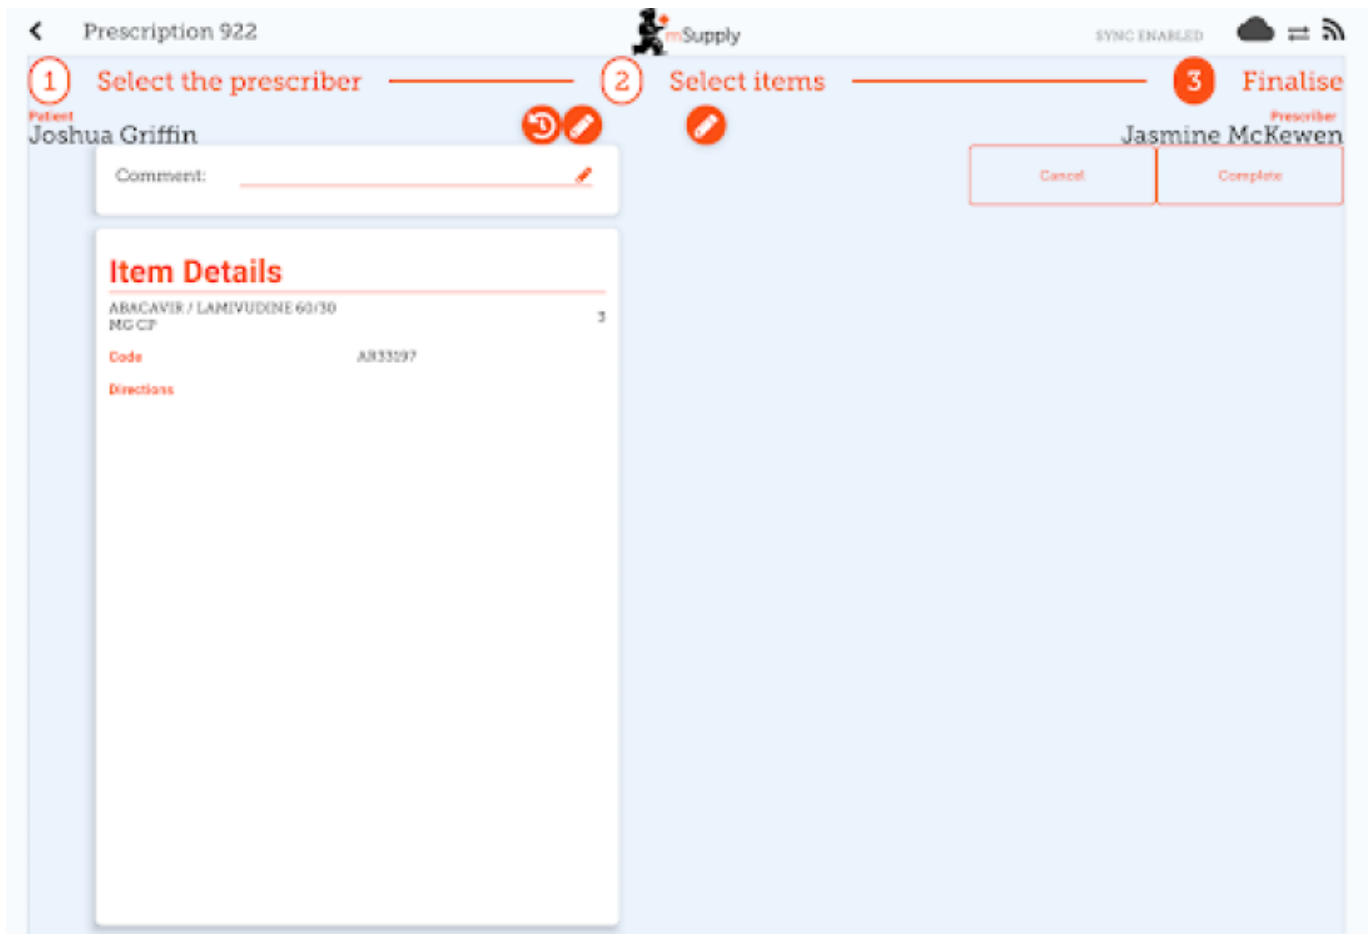 Prescription 922
mSupply
SYNC ENABLED
1 Select the prescriber
2 Select items
3 Finalise
Patient
Joshua Griffin
Prescriber
Jasmine McKewen
Comment:
Cancel
Complete
Item Details
ABACAVIR / LAMIVUDINE 60/30
MG CP
3
Code AR33197
Directions